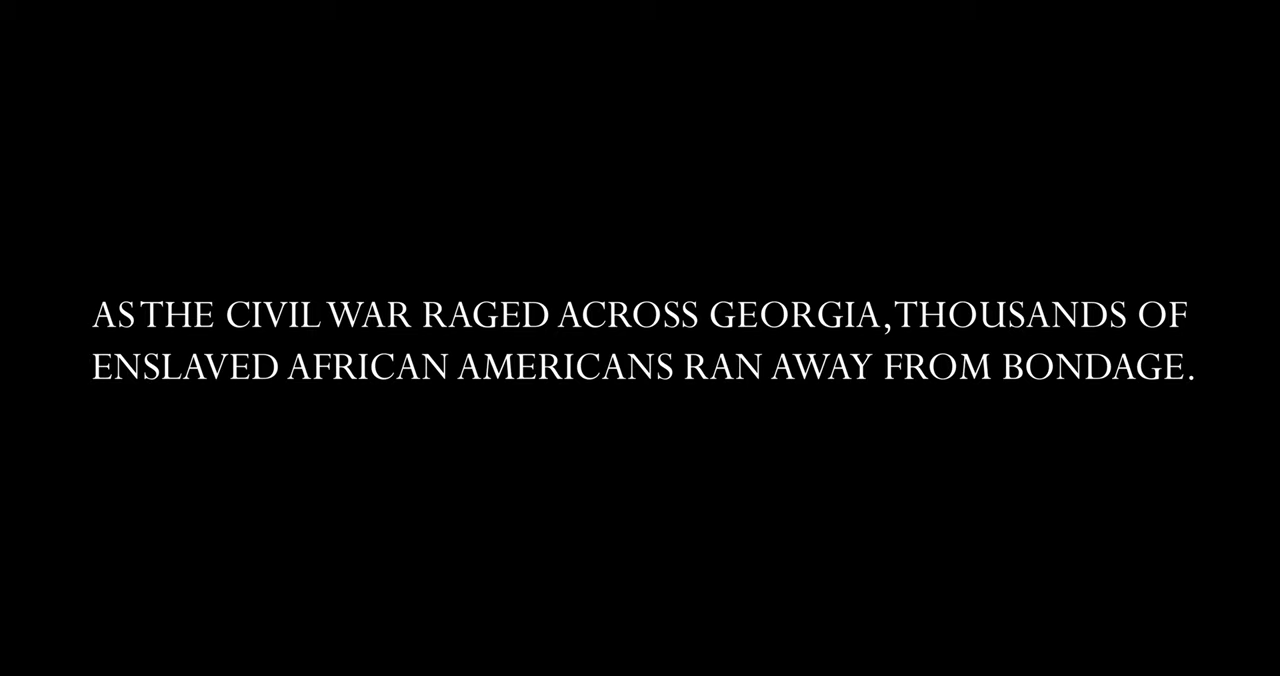 AS THE CIVIL WAR RAGED ACROSS GEORGIA, THOUSANDS OF
ENSLAVED AFRICAN AMERICANS RAN AWAY FROM BONDAGE.